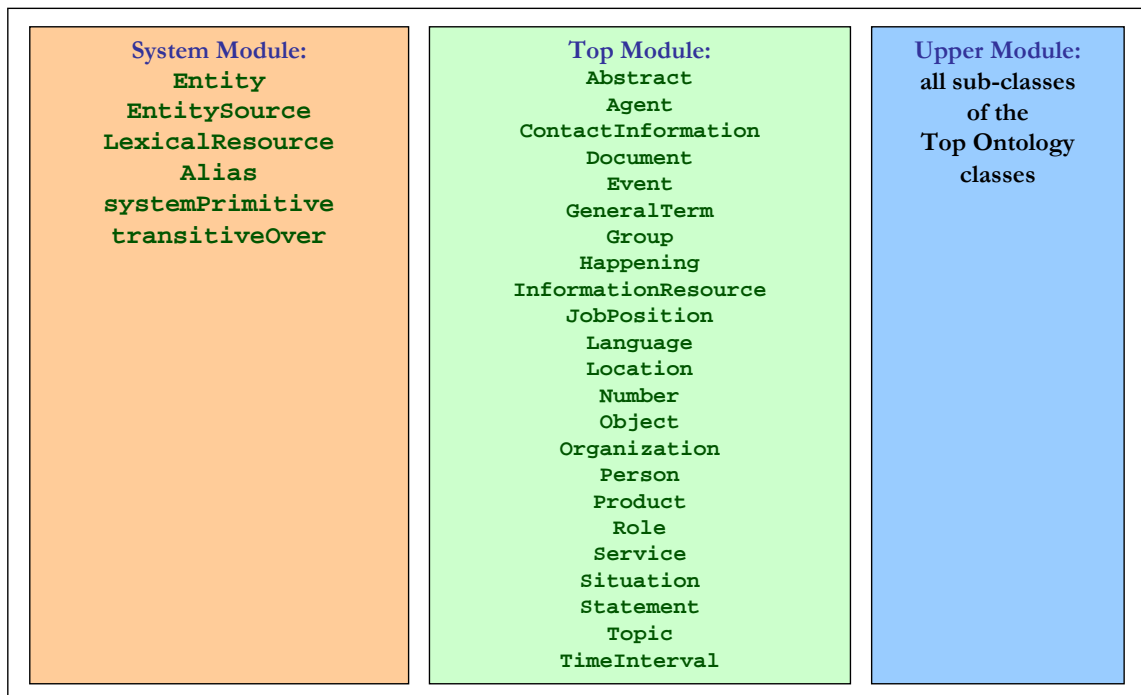 System Module:
Entity
EntitySource
LexicalResource
Alias
systemPrimitive
transitiveOver
Top Module:
Abstract
Agent
ContactInformation
Document
Event
GeneralTerm
Group
Happening
InformationResource
JobPosition
Language
Location
Number
Object
Organization
Person
Product
Role
Service
Situation
Statement
Topic
TimeInterval
Upper Module:
all sub-classes
of the
Top Ontology
classes